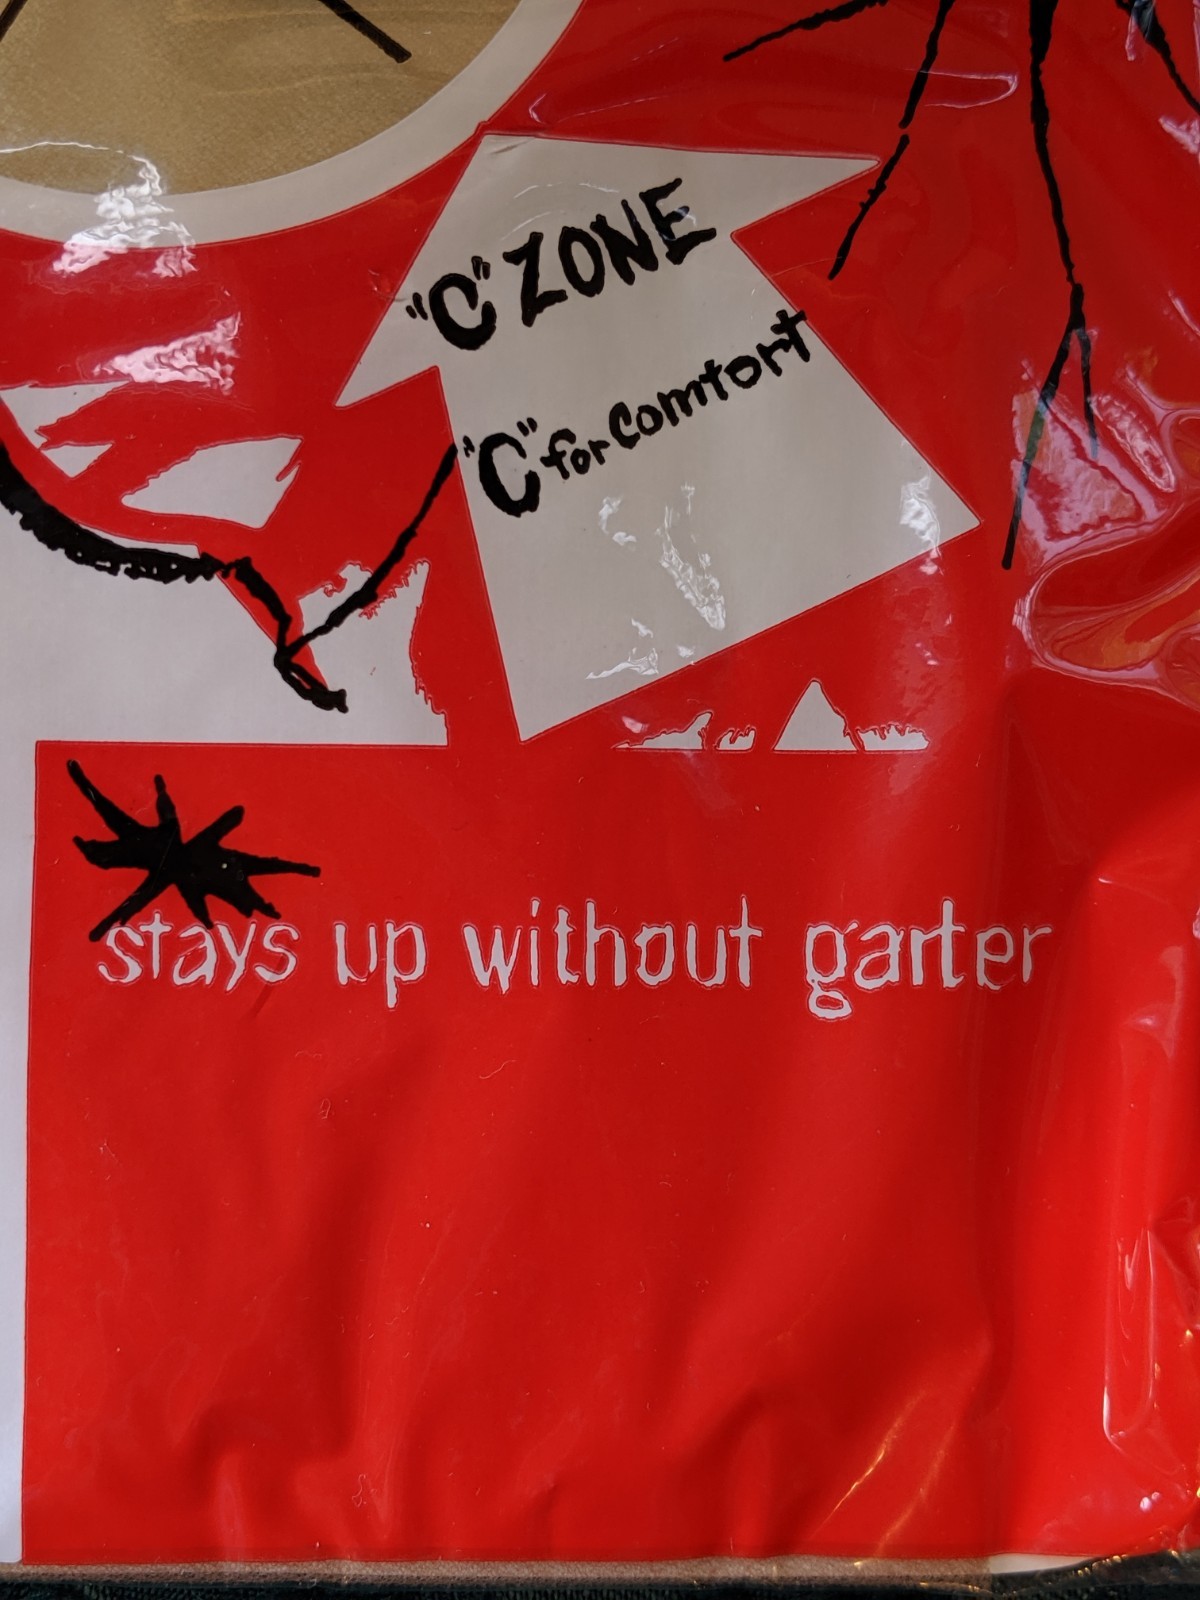 "C" ZONE
"C" for comfort
stays up without garter